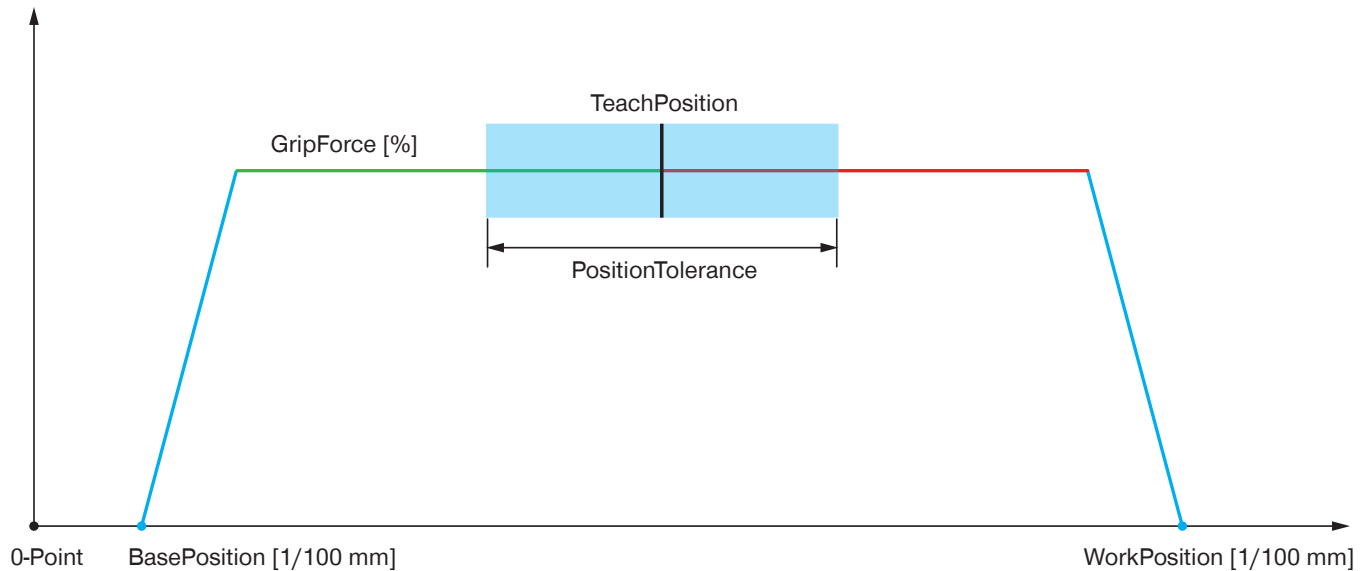 TeachPosition
GripForce [%]
PositionTolerance
0-Point
BasePosition [1/100 mm]
WorkPosition [1/100 mm]